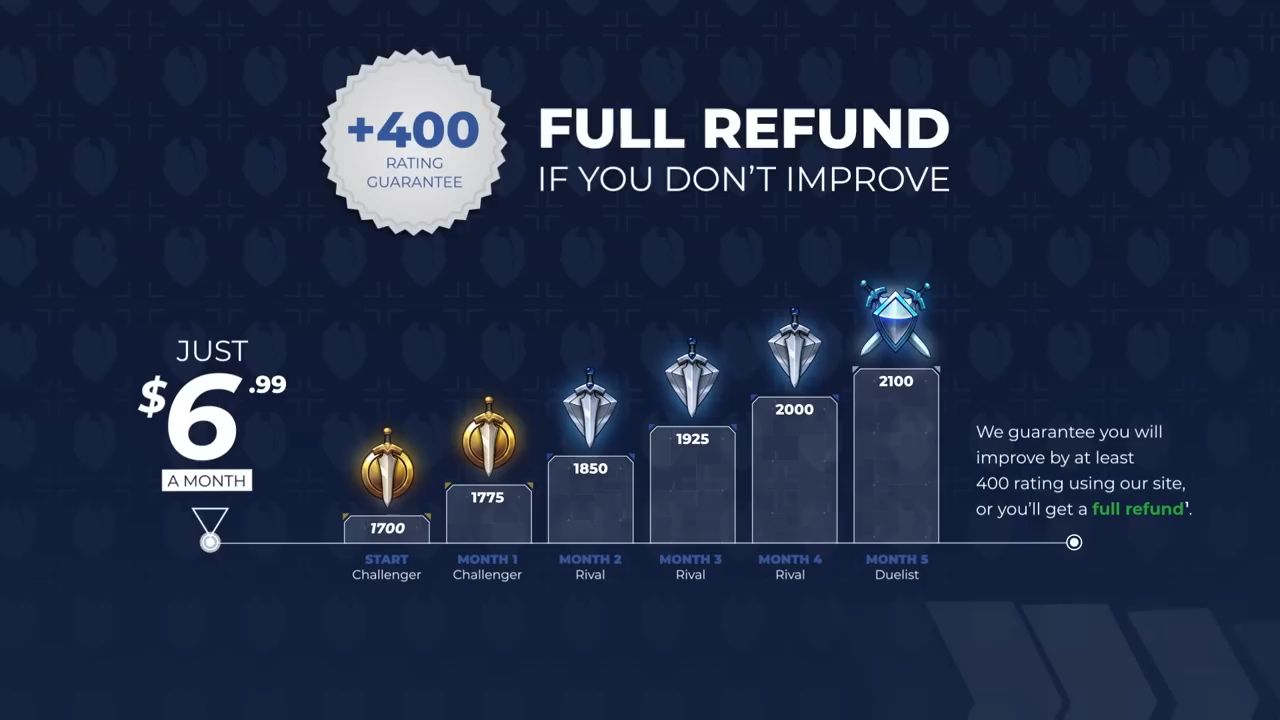 +400
RATING
GUARANTEE
FULL REFUND
IF YOU DON'T IMPROVE
JUST
$6.99
A MONTH
1700
1775
1850
1925
2000
2100
START
Challenger
MONTH 1
Challenger
MONTH 2
Rival
MONTH 3
Rival
MONTH 4
Rival
MONTH 5
Duelist
We guarantee you will
improve by at least
400 rating using our site,
or you'll get a full refund¹.